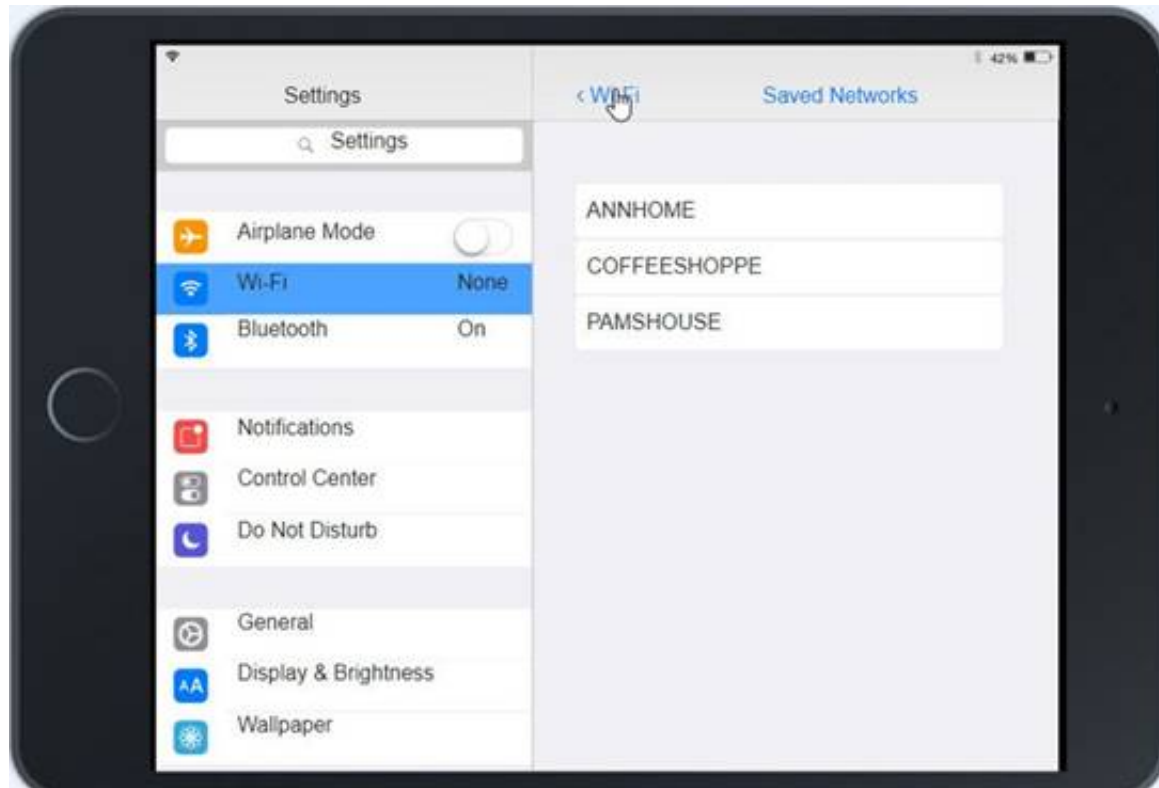 42%
Settings
< Wi-Fi Saved Networks
Settings
Airplane Mode
Wi-Fi None
Bluetooth On
Notifications
Control Center
Do Not Disturb
General
AA Display & Brightness
Wallpaper
ANNHOME
COFFEESHOPPE
PAMSHOUSE